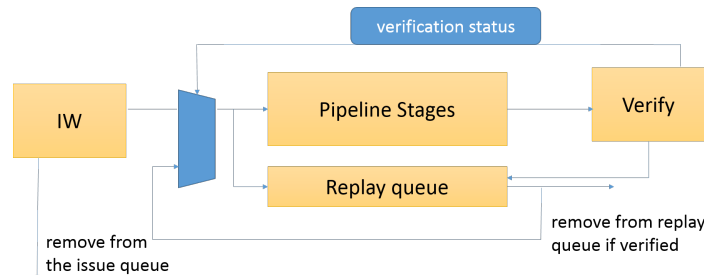 verification status
IW
Pipeline Stages
Verify
Replay queue
remove from
the issue queue
remove from replay
queue if verified